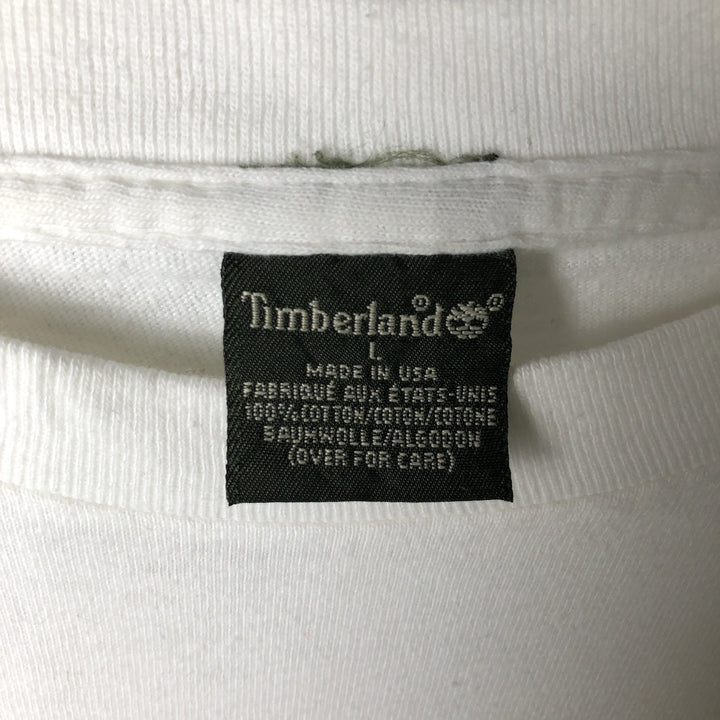 Timberland®®
L
MADE IN USA
FABRIQUÉ AUX ÉTATS-UNIS
100% COTTON/COTON/COTONE
BAUMWOLLE/ALGODON
(OVER FOR CARE)